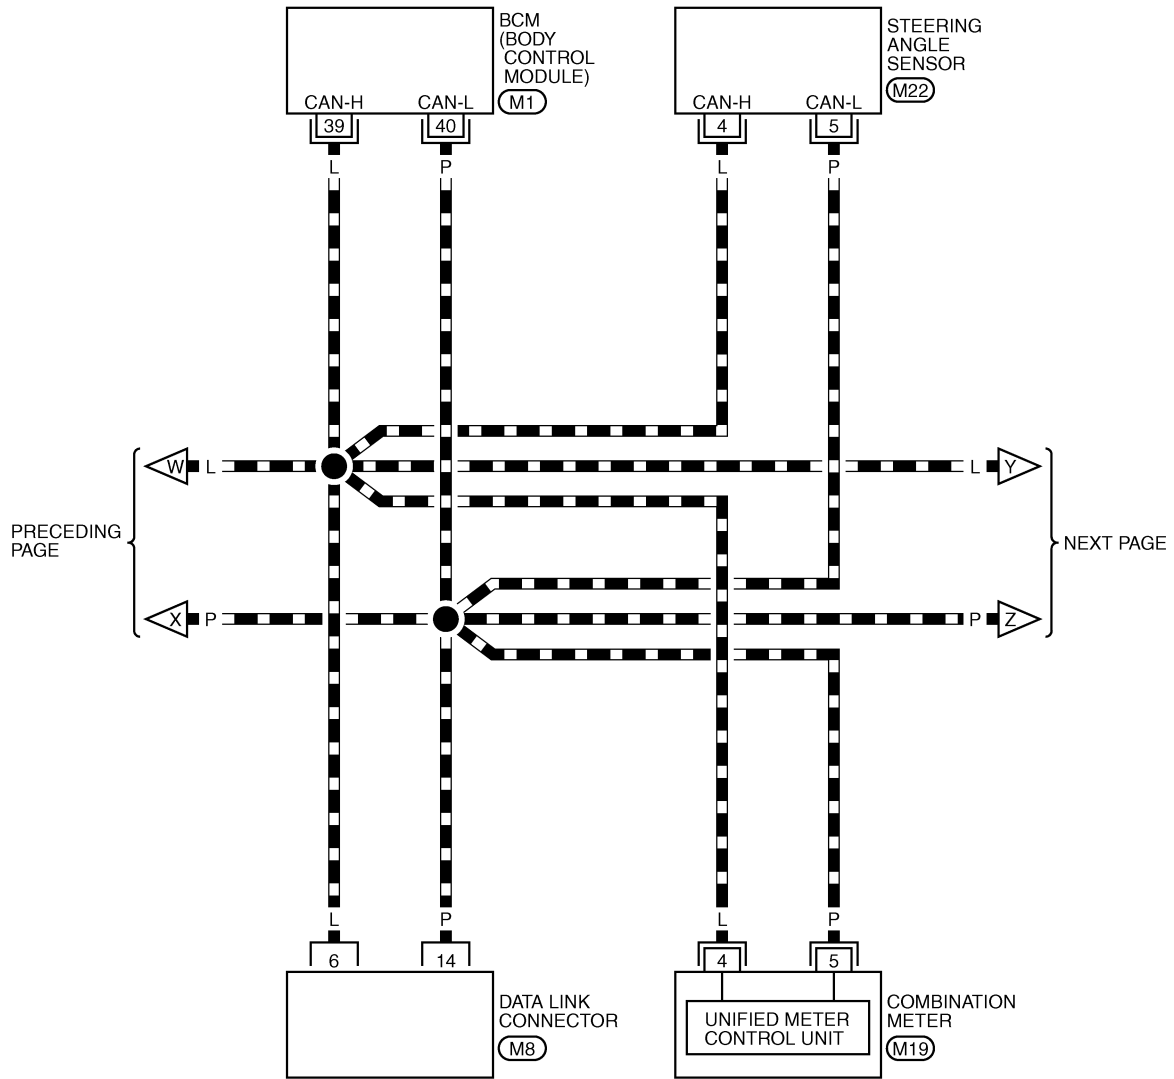 BCM
(BODY
CONTROL
MODULE)
M1
CAN-H
CAN-L
39
40
L
P
STEERING
ANGLE
SENSOR
M22
CAN-H
CAN-L
4
5
L
P
PRECEDING
PAGE
W
L
X
P
L
Y
P
Z
NEXT PAGE
L
P
6
14
DATA LINK
CONNECTOR
M8
L
P
4
5
UNIFIED METER
CONTROL UNIT
COMBINATION
METER
M19